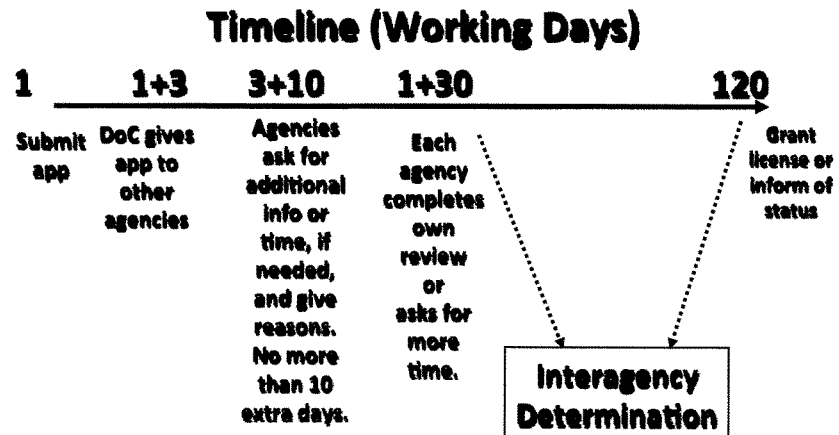 Timeline (Working Days)
1
1+3
3+10
1+30
120
Submit
app
DoC gives
app to
other
agencies
Agencies
ask for
additional
info or
time, if
needed,
and give
reasons.
No more
than 10
extra days.
Each
agency
completes
own
review
or
asks for
more
time.
Grant
license or
inform of
status
Interagency
Determination